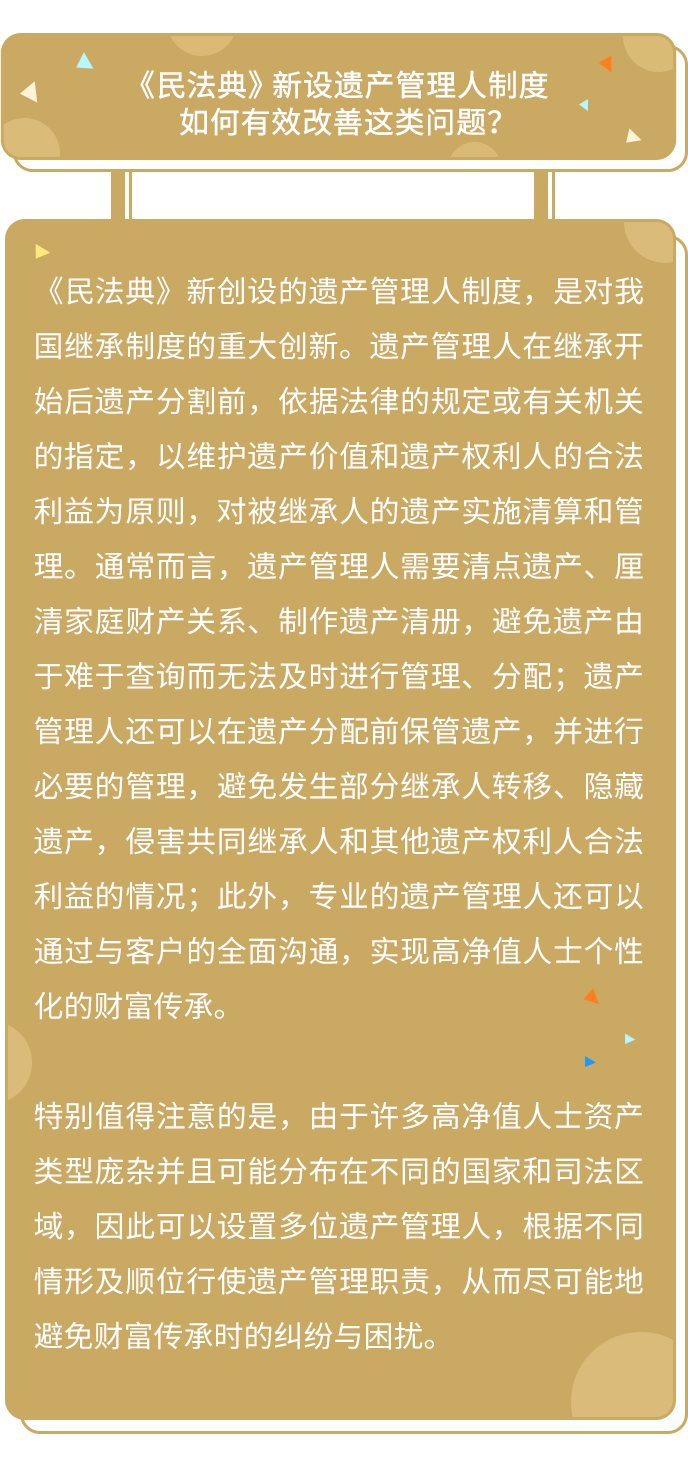 《民法典》新设遗产管理人制度
如何有效改善这类问题？
《民法典》新创设的遗产管理人制度，是对我
国继承制度的重大创新。遗产管理人在继承开
始后遗产分割前，依据法律的规定或有关机关
的指定，以维护遗产价值和遗产权利人的合法
利益为原则，对被继承人的遗产实施清算和管
理。通常而言，遗产管理人需要清点遗产、厘
清家庭财产关系、制作遗产清册，避免遗产由
于难于查询而无法及时进行管理、分配；遗产
管理人还可以在遗产分配前保管遗产，并进行
必要的管理，避免发生部分继承人转移、隐藏
遗产，侵害共同继承人和其他遗产权利人合法
利益的情况；此外，专业的遗产管理人还可以
通过与客户的全面沟通，实现高净值人士个性
化的财富传承。
特别值得注意的是，由于许多高净值人士资产
类型庞杂并且可能分布在不同的国家和司法区
域，因此可以设置多位遗产管理人，根据不同
情形及顺位行使遗产管理职责，从而尽可能地
避免财富传承时的纠纷与困扰。